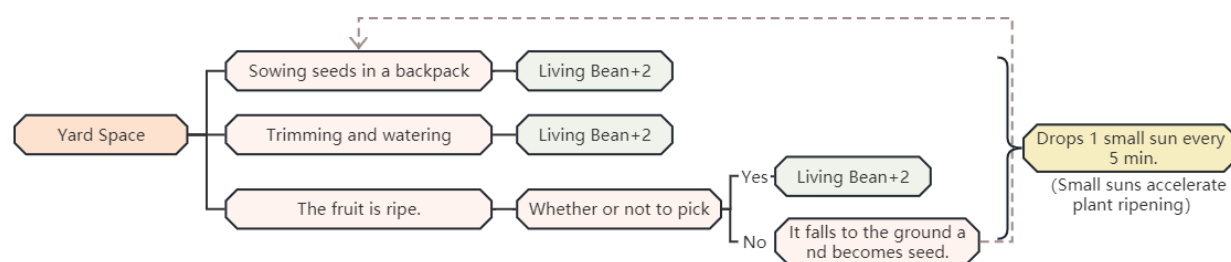 Sowing seeds in a backpack
Living Bean+2
Yard Space
Trimming and watering
Living Bean+2
Drops 1 small sun every
5 min.
(Small suns accelerate
plant ripening)
The fruit is ripe.
Whether or not to pick
Yes
Living Bean+2
No
It falls to the ground a
nd becomes seed.